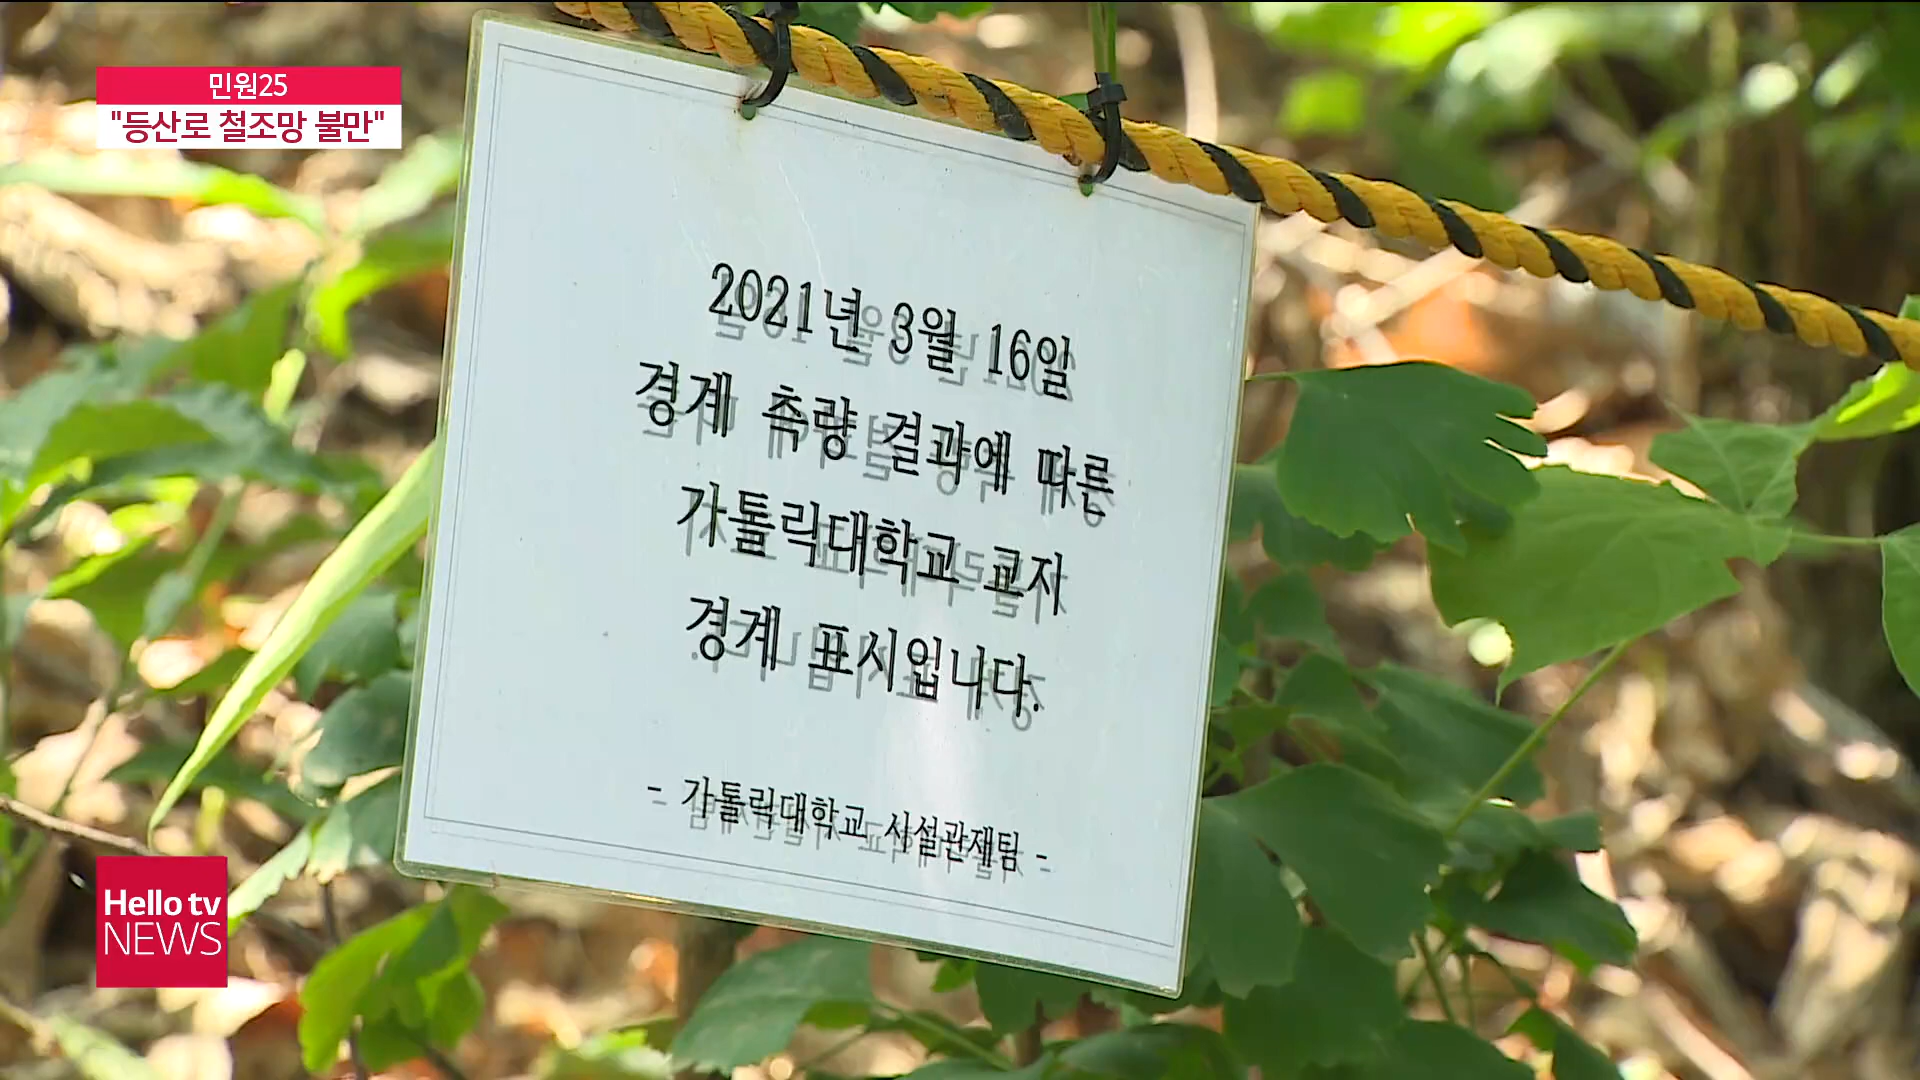 민원25
"등산로 철조망 불만"
2021년 3월 16일
경계 측량 결과에 따른
가톨릭대학교 교지
경계 표시입니다.
- 가톨릭대학교 시설관재팀 -
Hello tv
NEWS